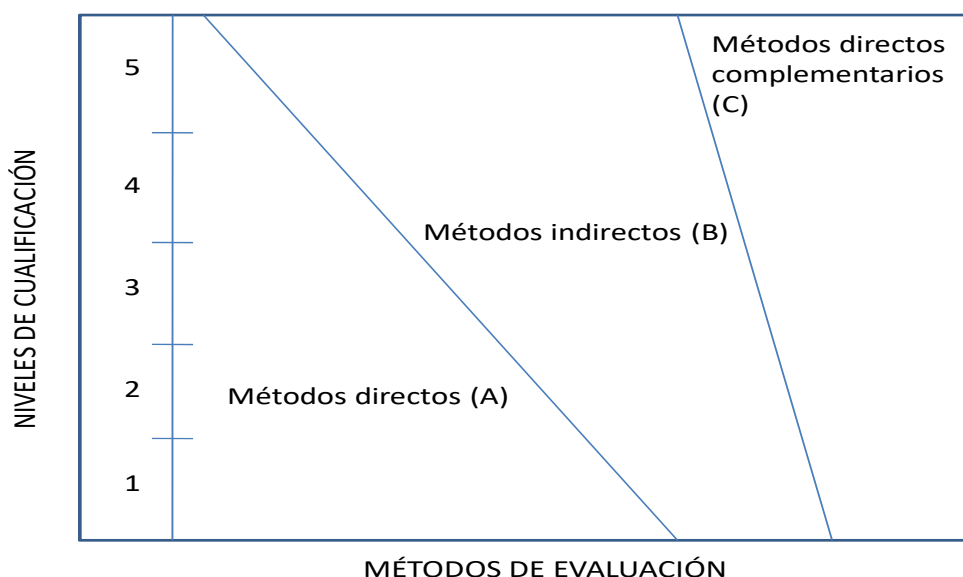 NIVELES DE CUALIFICACIÓN
5
4
3
2
1
Métodos directos
complementarios
(C)
Métodos indirectos (B)
Métodos directos (A)
MÉTODOS DE EVALUACIÓN